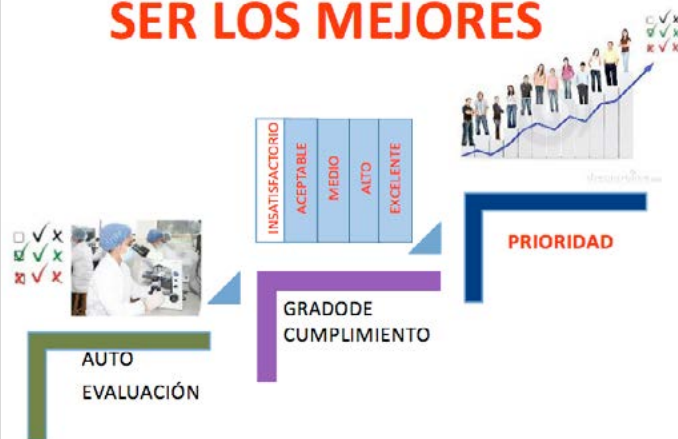 SER LOS MEJORES
INSATISFACTORIO
ACEPTABLE
MEDIO
ALTO
EXCELENTE
PRIORIDAD
GRADODE
CUMPLIMIENTO
AUTO
EVALUACIÓN